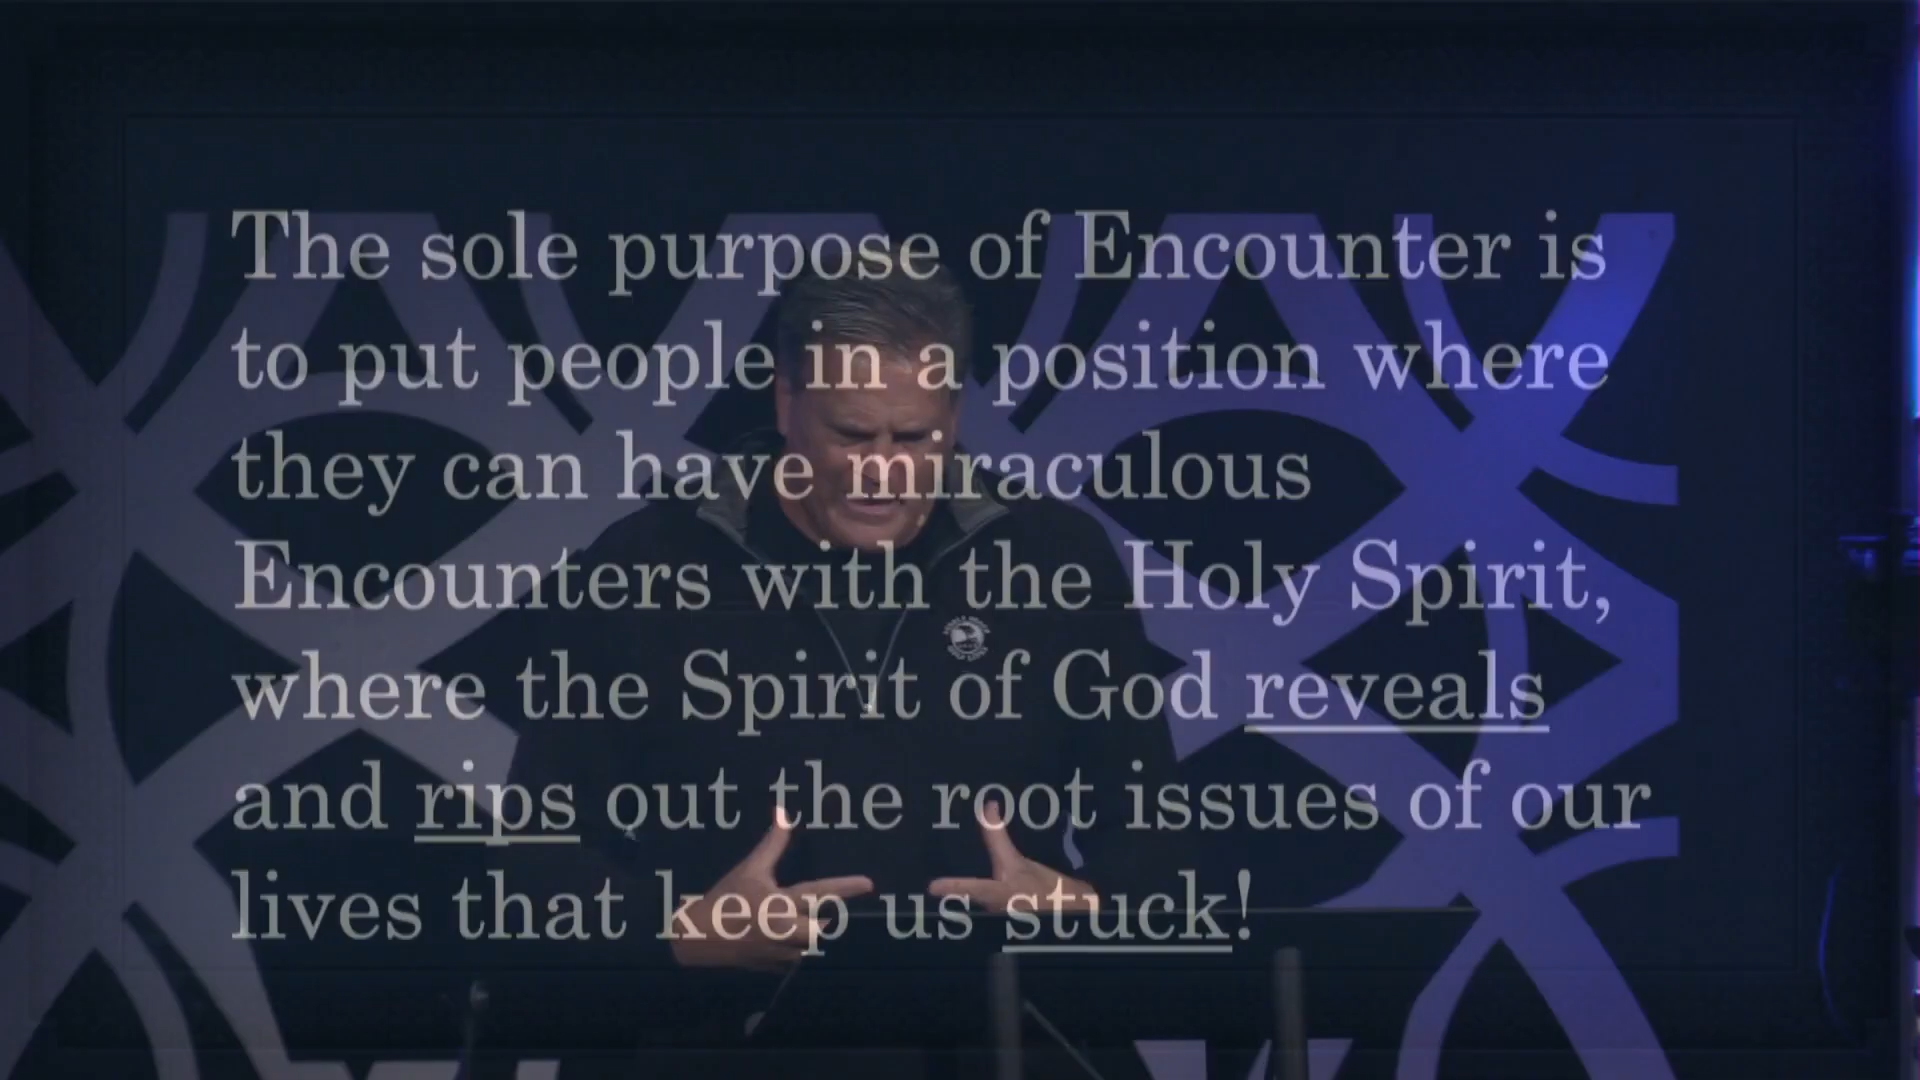 The sole purpose of Encounter is
to put people in a position where
they can have miraculous
Encounters with the Holy Spirit,
where the Spirit of God reveals
and rips out the root issues of our
lives that keep us stuck!